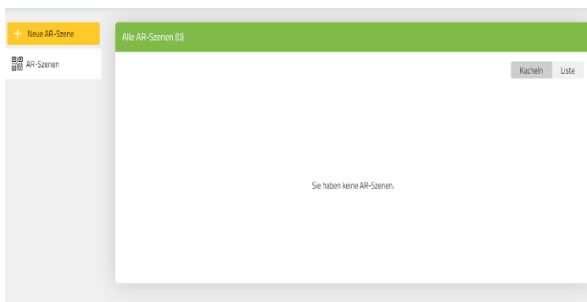 Neue AR-Szene
AR-Szenen
Alle AR-Szenen (0)
Kacheln
Liste
Sie haben keine AR-Szenen.